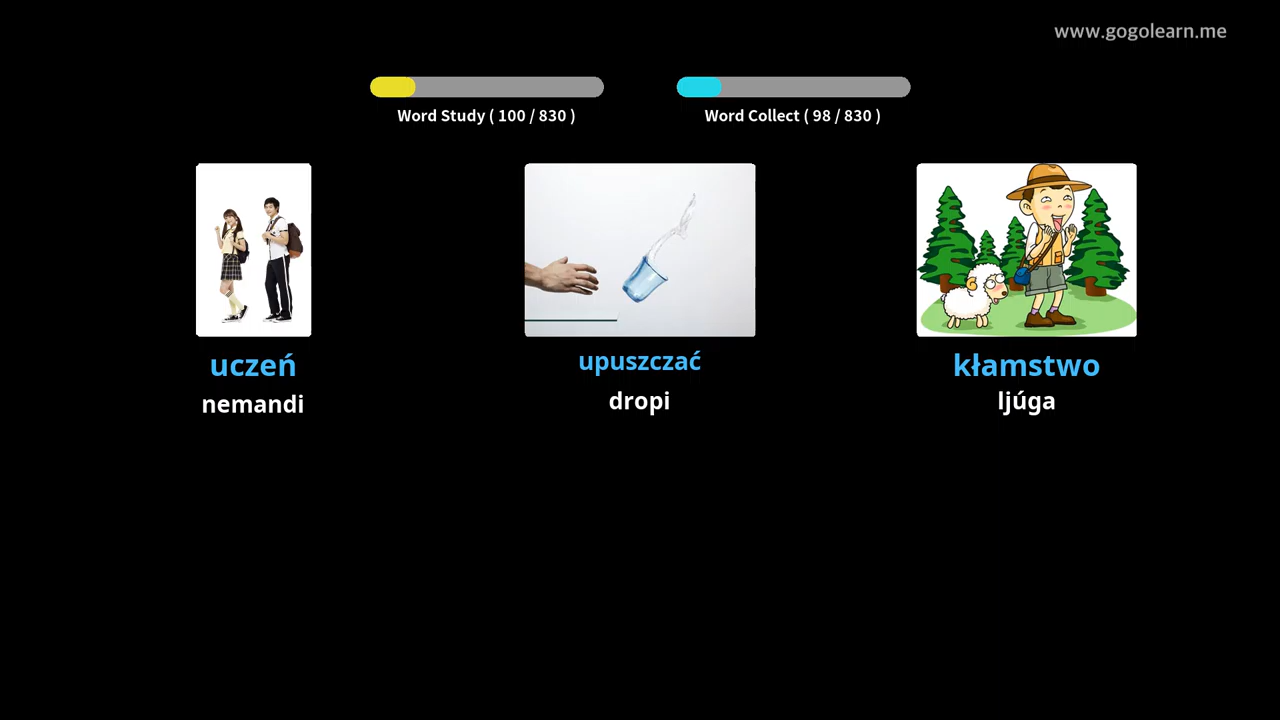 www.gogolearn.me
Word Study ( 100 / 830 )
Word Collect ( 98 / 830 )
uczeń
nemandi
upuszczać
dropi
kłamstwo
ljúga